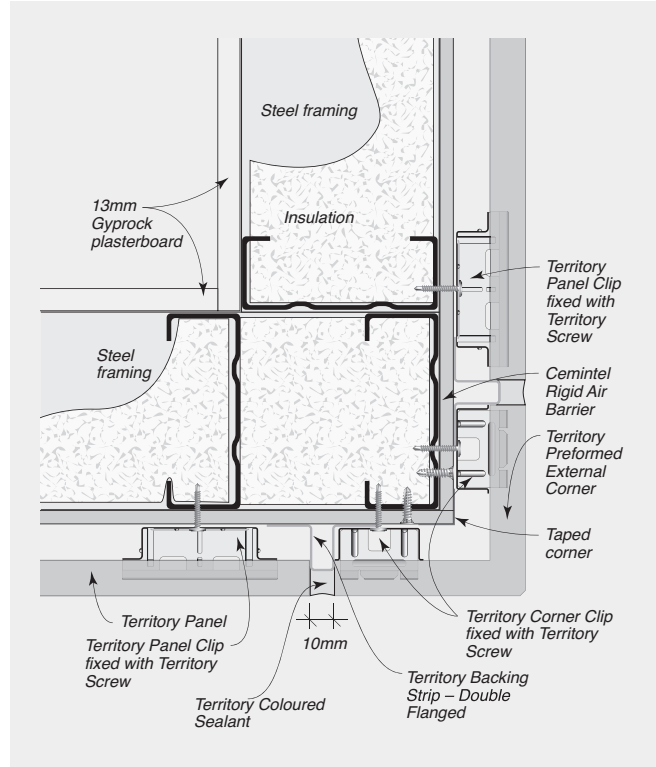 Steel framing
Insulation
13mm
Gyprock
plasterboard
Steel
framing
Territory
Panel Clip
fixed with
Territory
Screw
Cemintel
Rigid Air
Barrier
Territory
Preformed
External
Corner
Taped
corner
Territory Panel
Territory Panel Clip
fixed with Territory
Screw
10mm
Territory Corner Clip
fixed with Territory
Screw
Territory Backing
Strip – Double
Flanged
Territory Coloured
Sealant